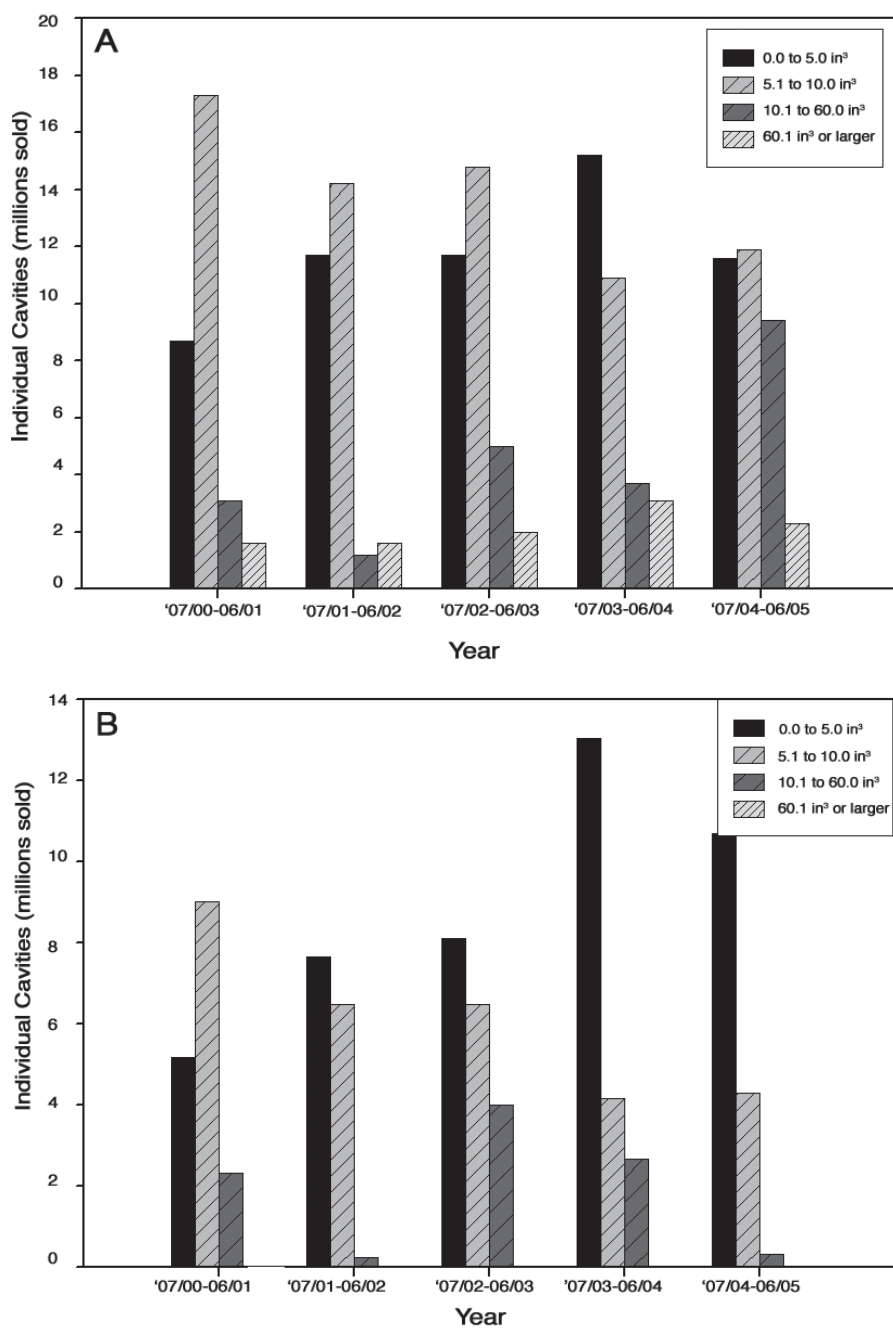 A
0.0 to 5.0 in³
5.1 to 10.0 in³
10.1 to 60.0 in³
60.1 in³ or larger
Individual Cavities (millions sold)
20
18
16
14
12
10
8
6
4
2
0
'07/00-06/01 '07/01-06/02 '07/02-06/03 '07/03-06/04 '07/04-06/05
Year
B
0.0 to 5.0 in³
5.1 to 10.0 in³
10.1 to 60.0 in³
60.1 in³ or larger
Individual Cavities (millions sold)
14
12
10
8
6
4
2
0
'07/00-06/01 '07/01-06/02 '07/02-06/03 '07/03-06/04 '07/04-06/05
Year